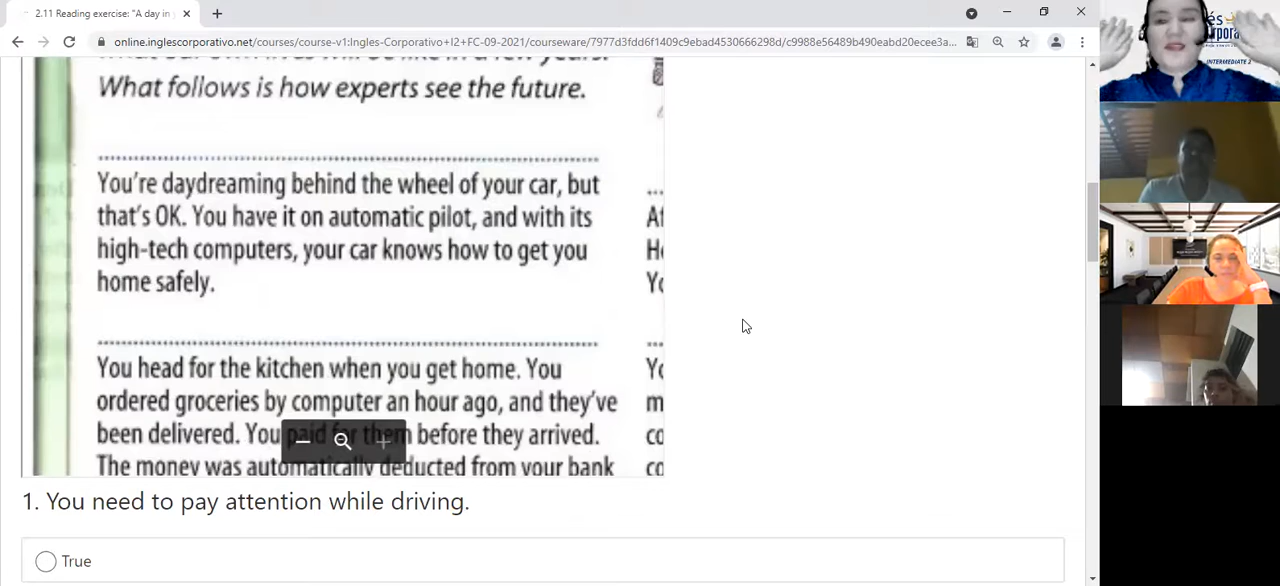 2.11 Reading exercise: "A day in
online.inglescorporativo.net/courses/course-v1:Ingles-Corporativo+I2+FC-09-2021/courseware/7977d3fdd6f1409c9ebad4530666298d/c9988e56489b490eabd20ecee3a...
What follows is how experts see the future.
You're daydreaming behind the wheel of your car, but
that's OK. You have it on automatic pilot, and with its
high-tech computers, your car knows how to get you
home safely.
You head for the kitchen when you get home. You
ordered groceries by computer an hour ago, and they've
been delivered. You paid for them before they arrived.
The money was automatically deducted from your bank
1. You need to pay attention while driving.
True
INTERMEDIATE 2